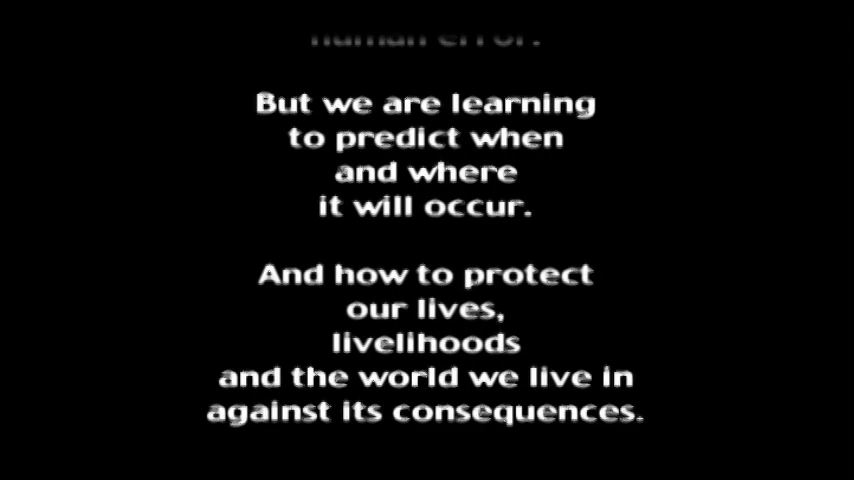 human error.
But we are learning
to predict when
and where
it will occur.
And how to protect
our lives,
livelihoods
and the world we live in
against its consequences.